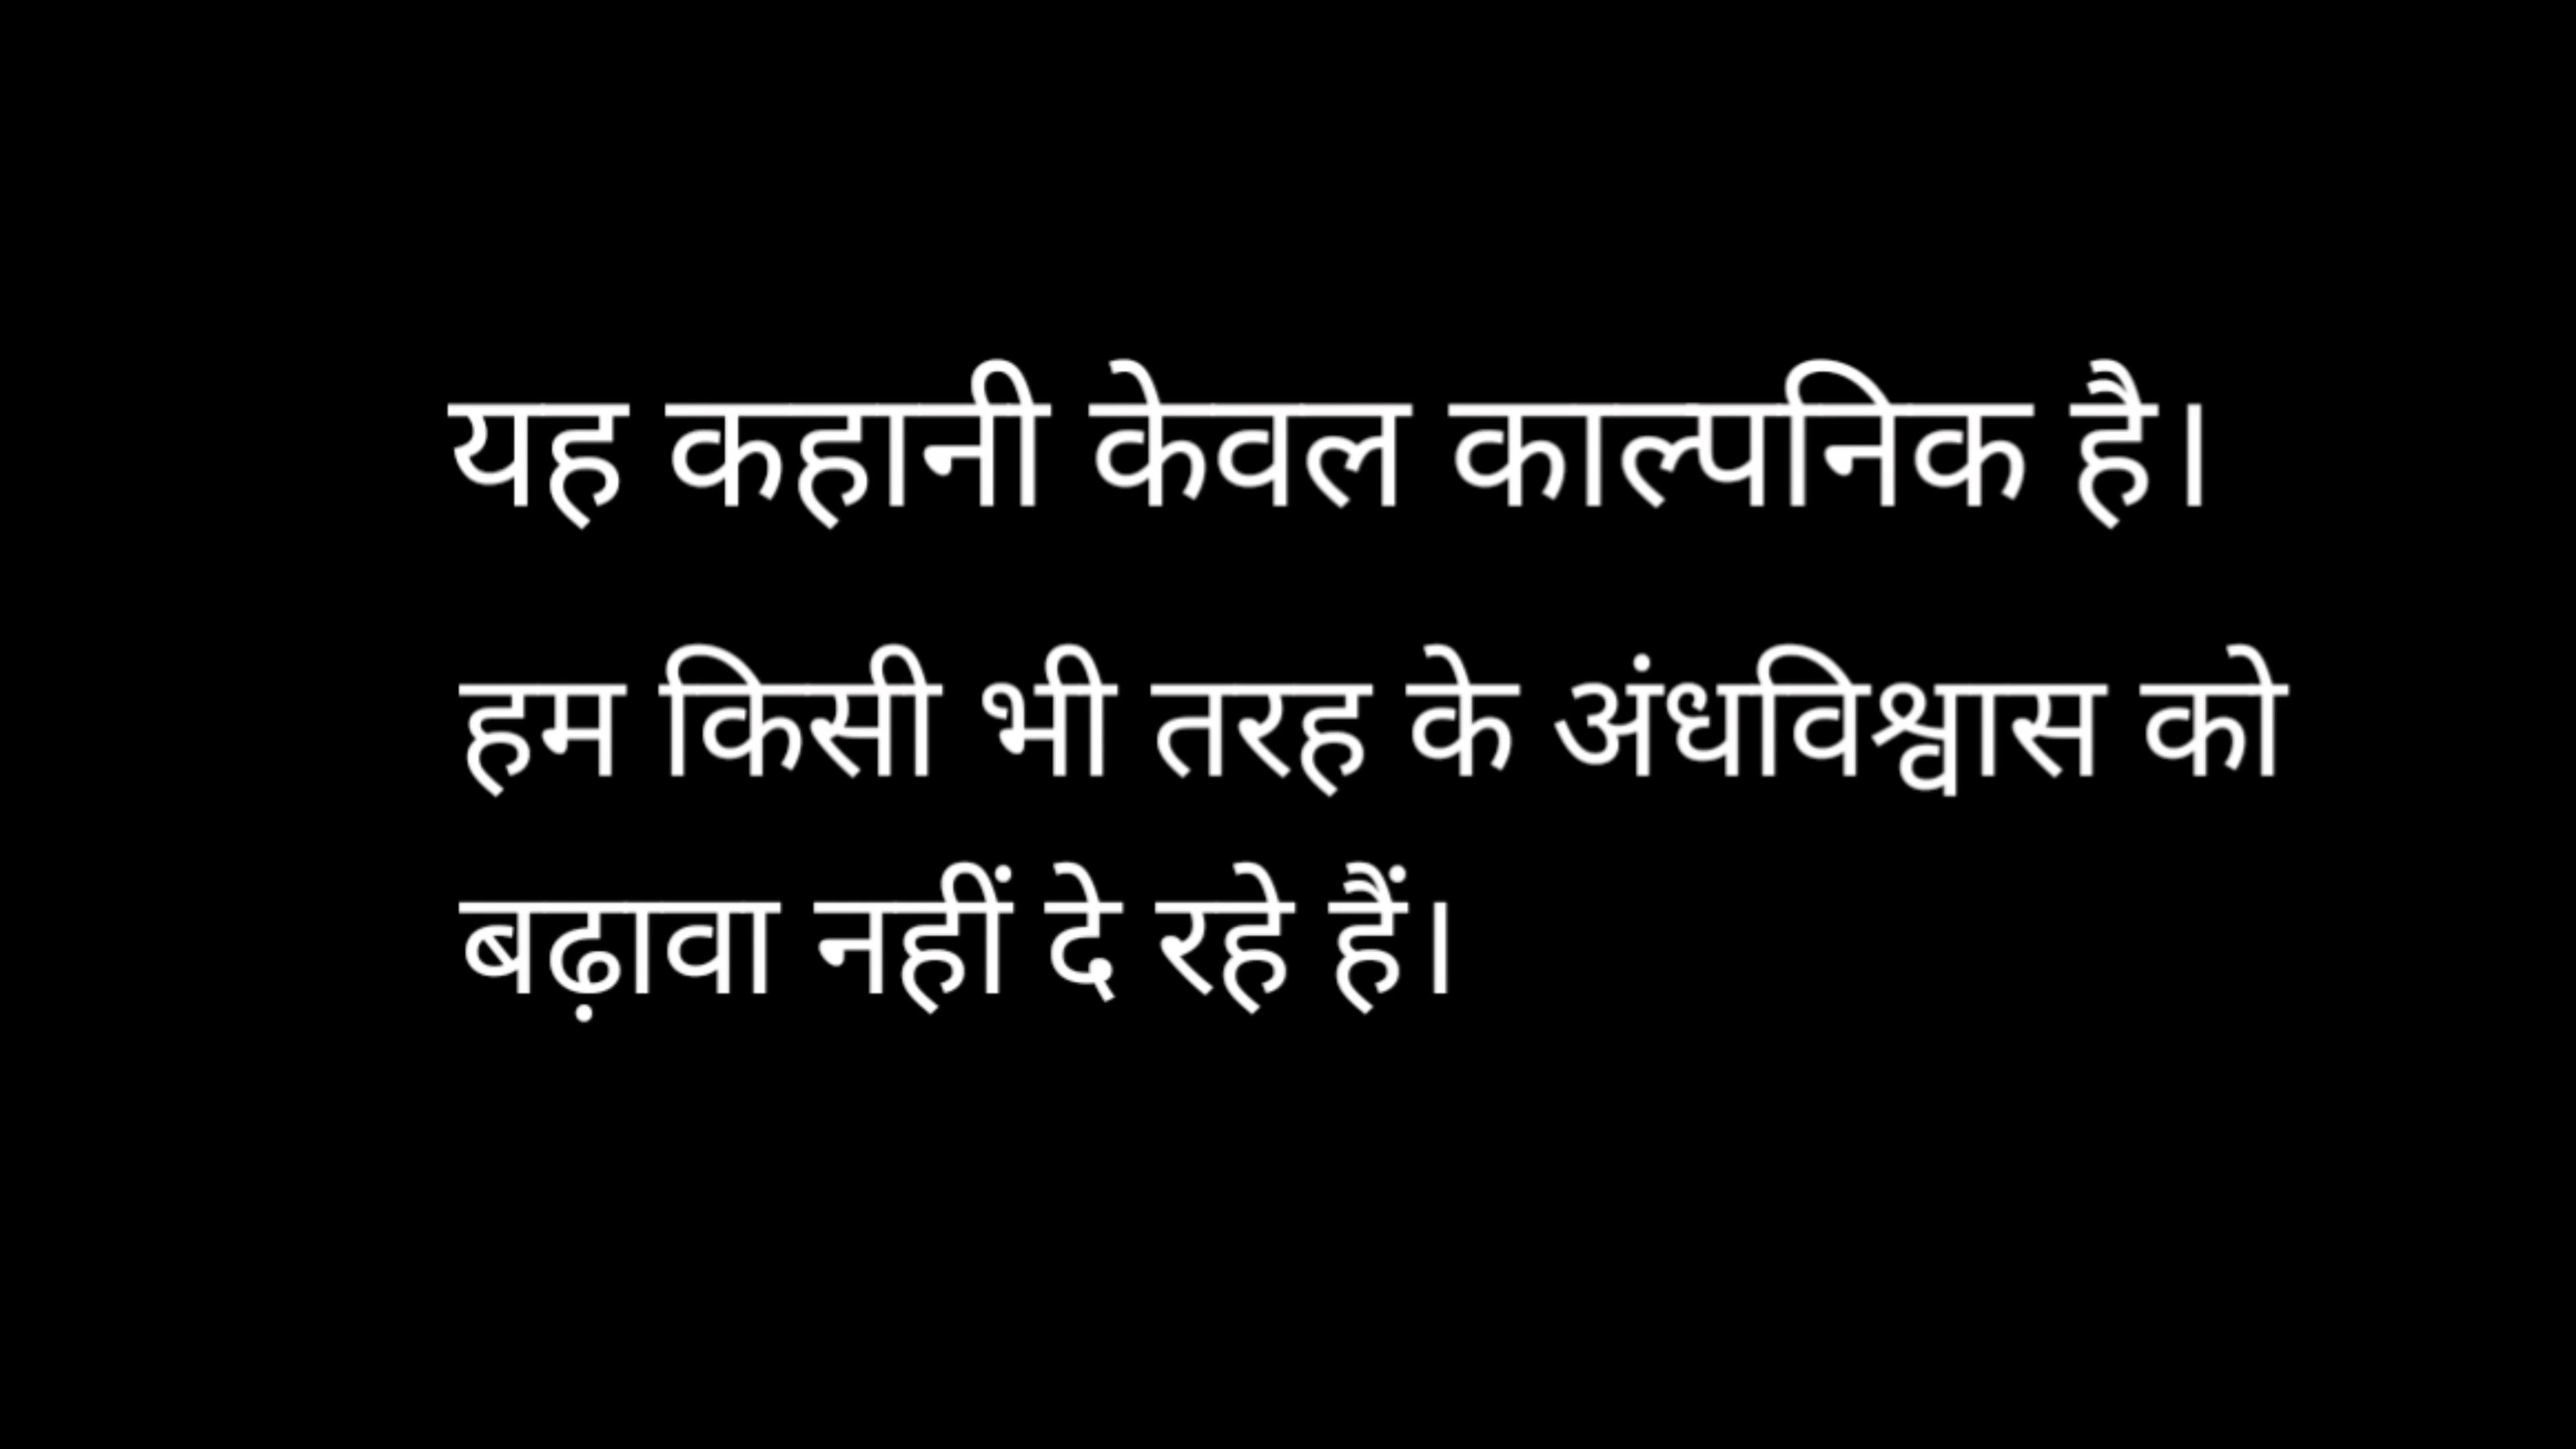 यह कहानी केवल काल्पनिक है।
हम किसी भी तरह के अंधविश्वास को
बढ़ावा नहीं दे रहे हैं।